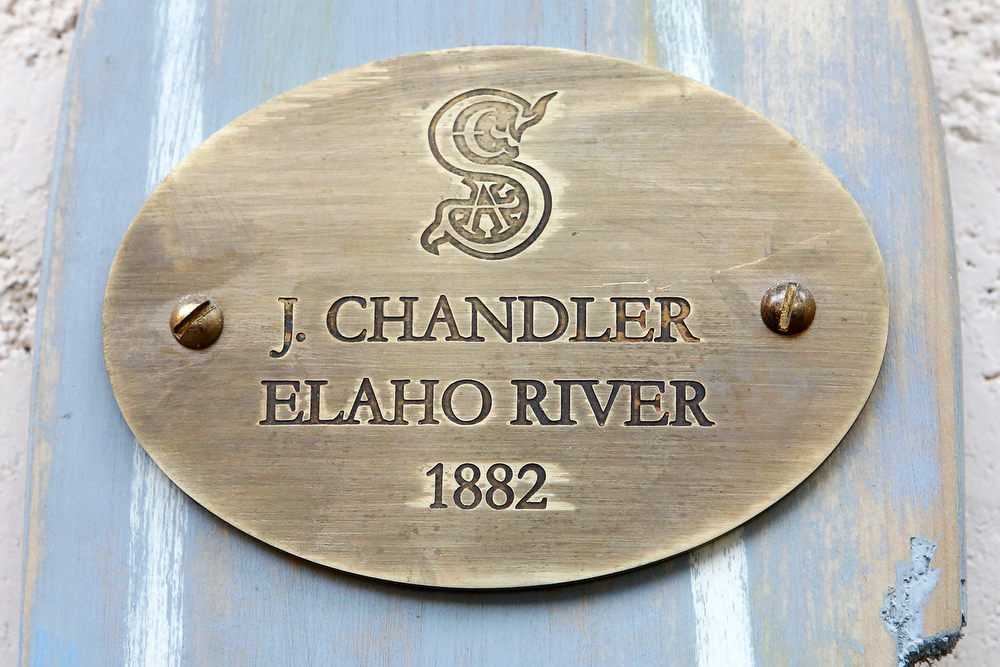 J. CHANDLER
ELAHO RIVER
1882